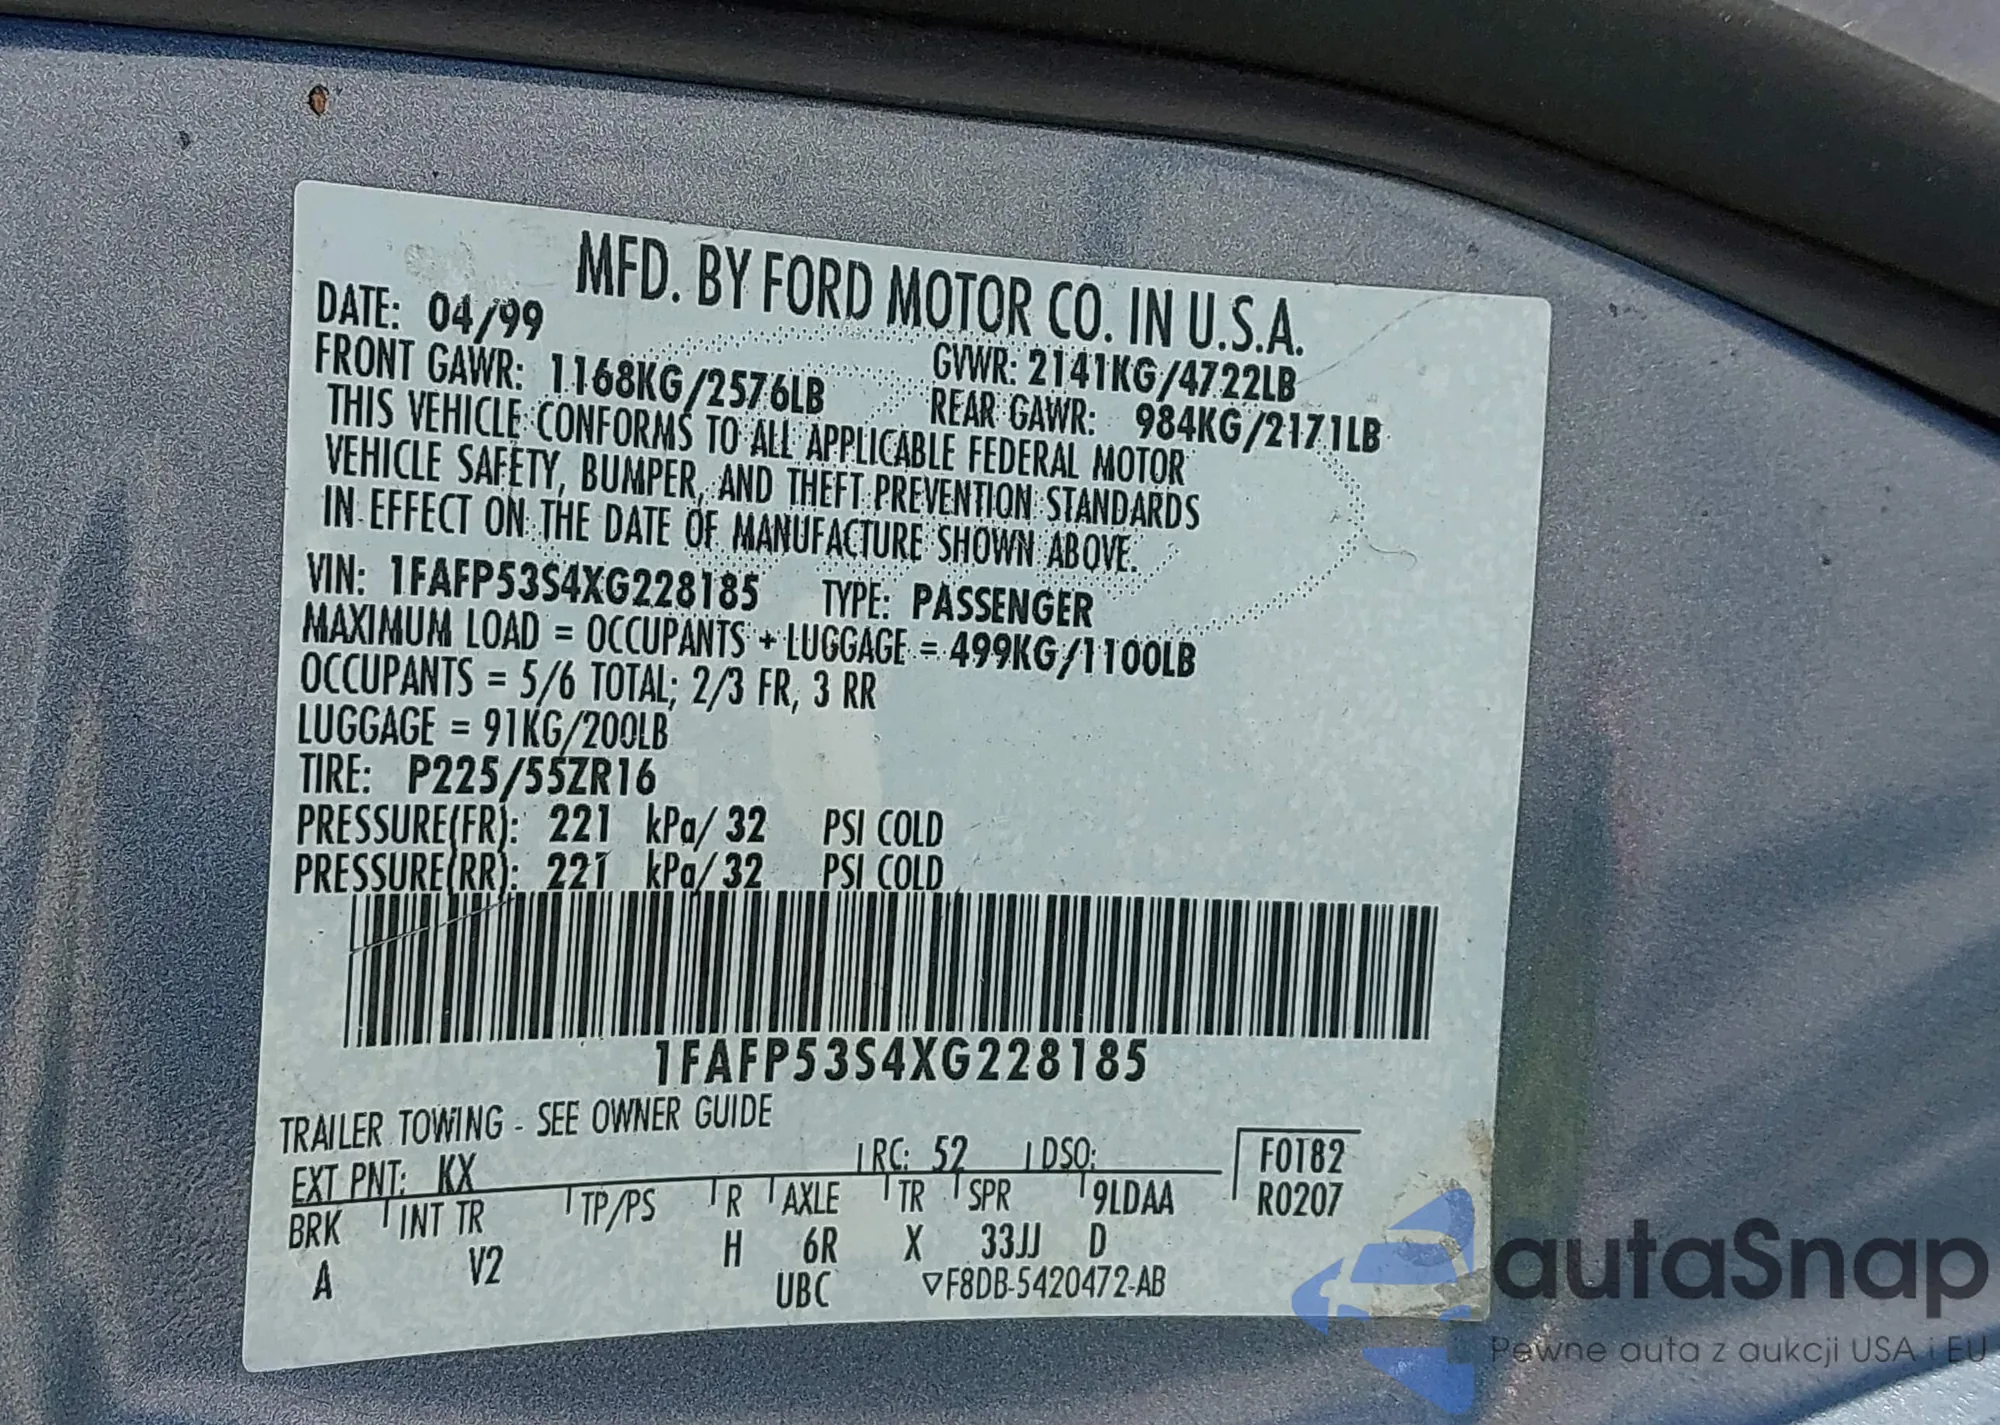 MFD. BY FORD MOTOR CO. IN U.S.A.
DATE: 04/99
GVWR: 2141KG/4722LB
FRONT GAWR: 1168KG/2576LB
REAR GAWR: 984KG/2171LB
THIS VEHICLE CONFORMS TO ALL APPLICABLE FEDERAL MOTOR
VEHICLE SAFETY, BUMPER, AND THEFT PREVENTION STANDARDS
IN EFFECT ON THE DATE OF MANUFACTURE SHOWN ABOVE.
VIN: 1FAFP53S4XG228185 TYPE: PASSENGER
MAXIMUM LOAD = OCCUPANTS + LUGGAGE = 499KG/1100LB
OCCUPANTS = 5/6 TOTAL; 2/3 FR, 3 RR
LUGGAGE = 91KG/200LB
TIRE: P225/55ZR16
PRESSURE(FR): 221 kPa/ 32 PSI COLD
PRESSURE(RR): 221 kPa/ 32 PSI COLD
1FAFP53S4XG228185
TRAILER TOWING - SEE OWNER GUIDE
EXT PNT: KX RC: 52 DSO: F0T82
BRK INT TR TP/PS R AXLE TR SPR 9LDAA R0207
A V2 H 6R X 33JJ D
UBC ▽F8DB-5420472-AB
autaSnap
Pewne auta z aukcji USA i EU